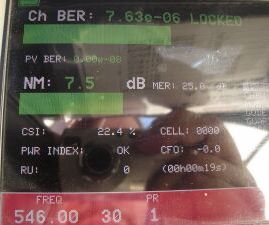 Ch BER: 7.63e-06 LOCKED
PV BER: 0.00e-08
NM: 7.5 dB MER: 25.0 dB
CSI: 22.4 % CELL: 0000
PWR INDEX: OK CFO: -0.0
RU: 0 (00h00m19s)
FREQ PR
546.00 30 1